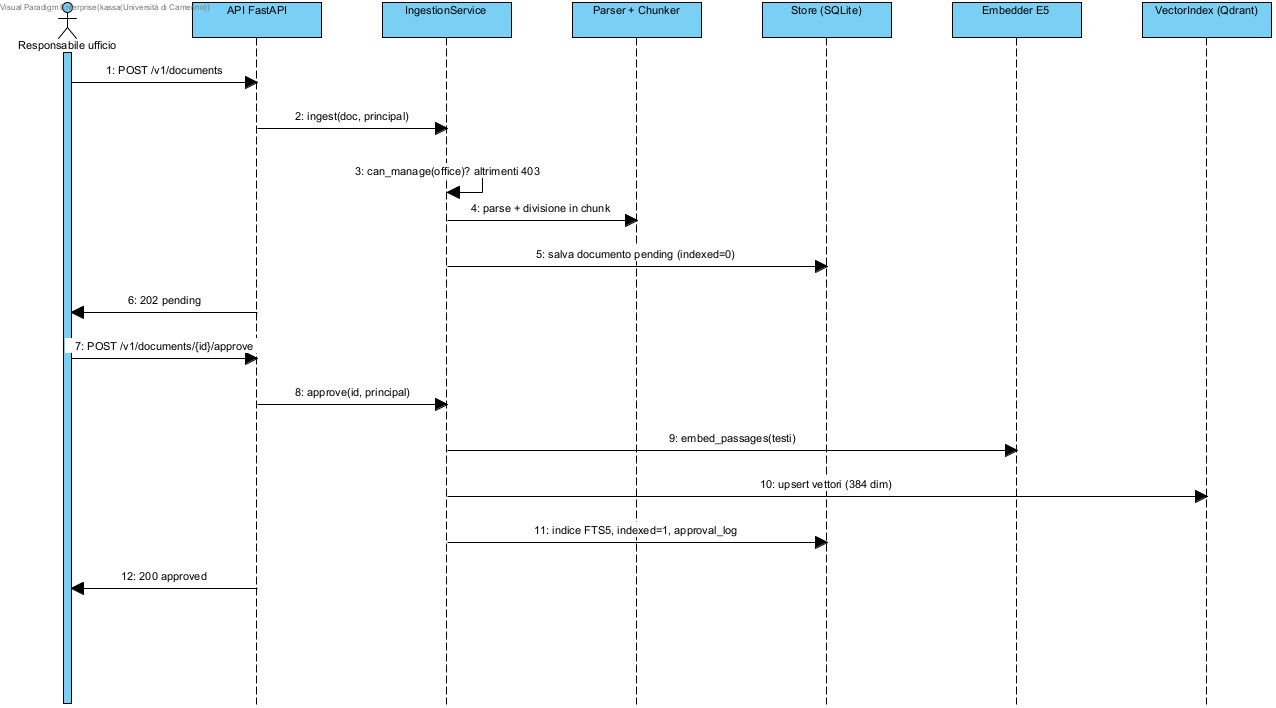 Visual Paradigm Enterprise(kassa(Università di Camerino))
API FastAPI
IngestionService
Parser + Chunker
Store (SQLite)
Embedder E5
VectorIndex (Qdrant)
Responsabile ufficio
1: POST /v1/documents
2: ingest(doc, principal)
3: can_manage(office)? altrimenti 403
4: parse + divisione in chunk
5: salva documento pending (indexed=0)
6: 202 pending
7: POST /v1/documents/{id}/approve
8: approve(id, principal)
9: embed_passages(testi)
10: upsert vettori (384 dim)
11: indice FTS5, indexed=1, approval_log
12: 200 approved